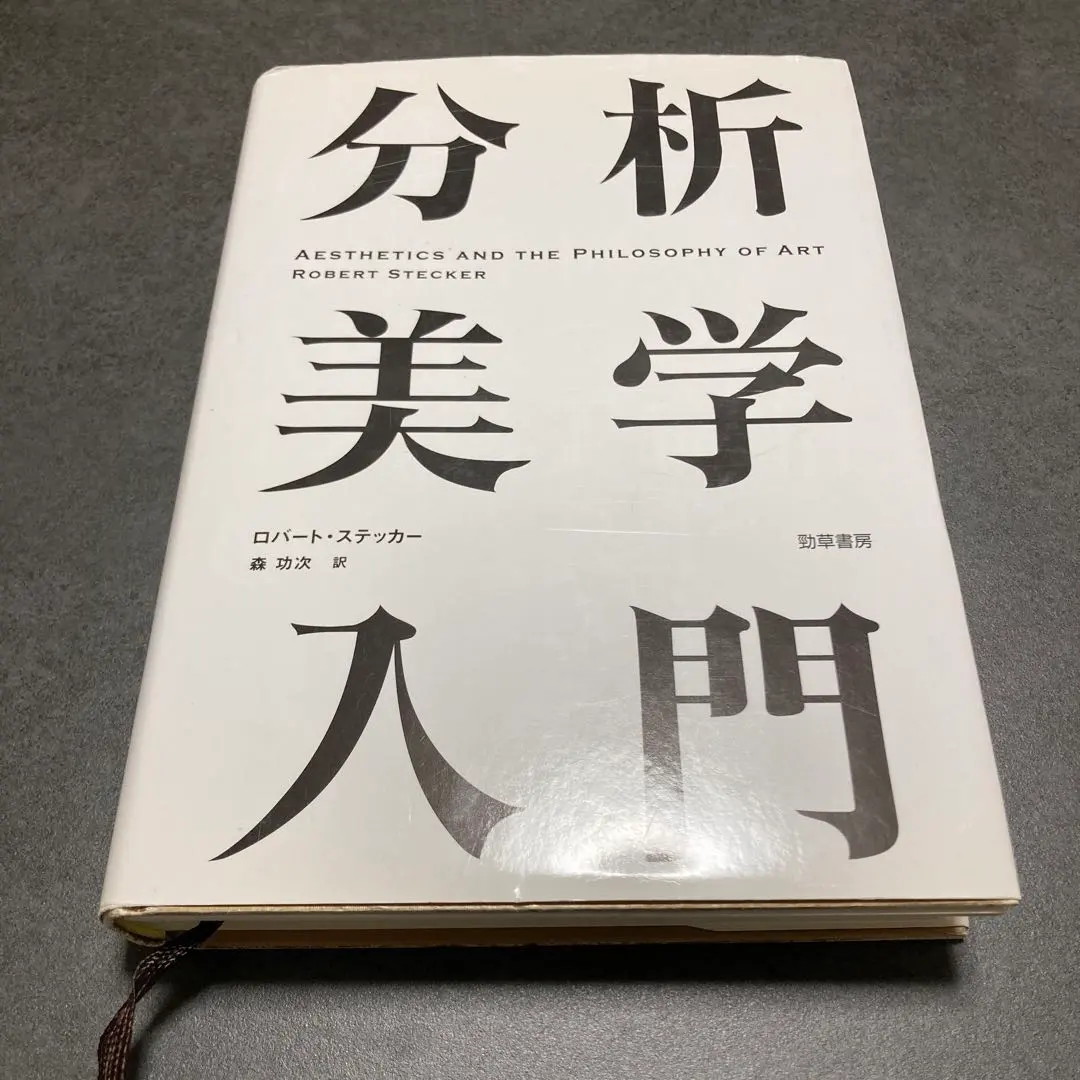 分析
AESTHETICS AND THE PHILOSOPHY OF ART
ROBERT STECKER
美学
ロバート・ステッカー
森 功次 訳
勁草書房
入門